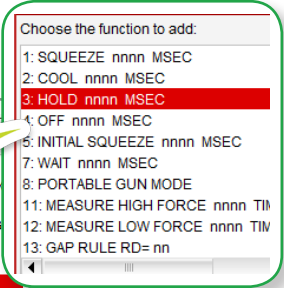 Choose the function to add:
1: SQUEEZE nnnn MSEC
2: COOL nnnn MSEC
3: HOLD nnnn MSEC
4: OFF nnnn MSEC
5: INITIAL SQUEEZE nnnn MSEC
7: WAIT nnnn MSEC
8: PORTABLE GUN MODE
11: MEASURE HIGH FORCE nnnn TIM
12: MEASURE LOW FORCE nnnn TIM
13: GAP RULE RD= nn